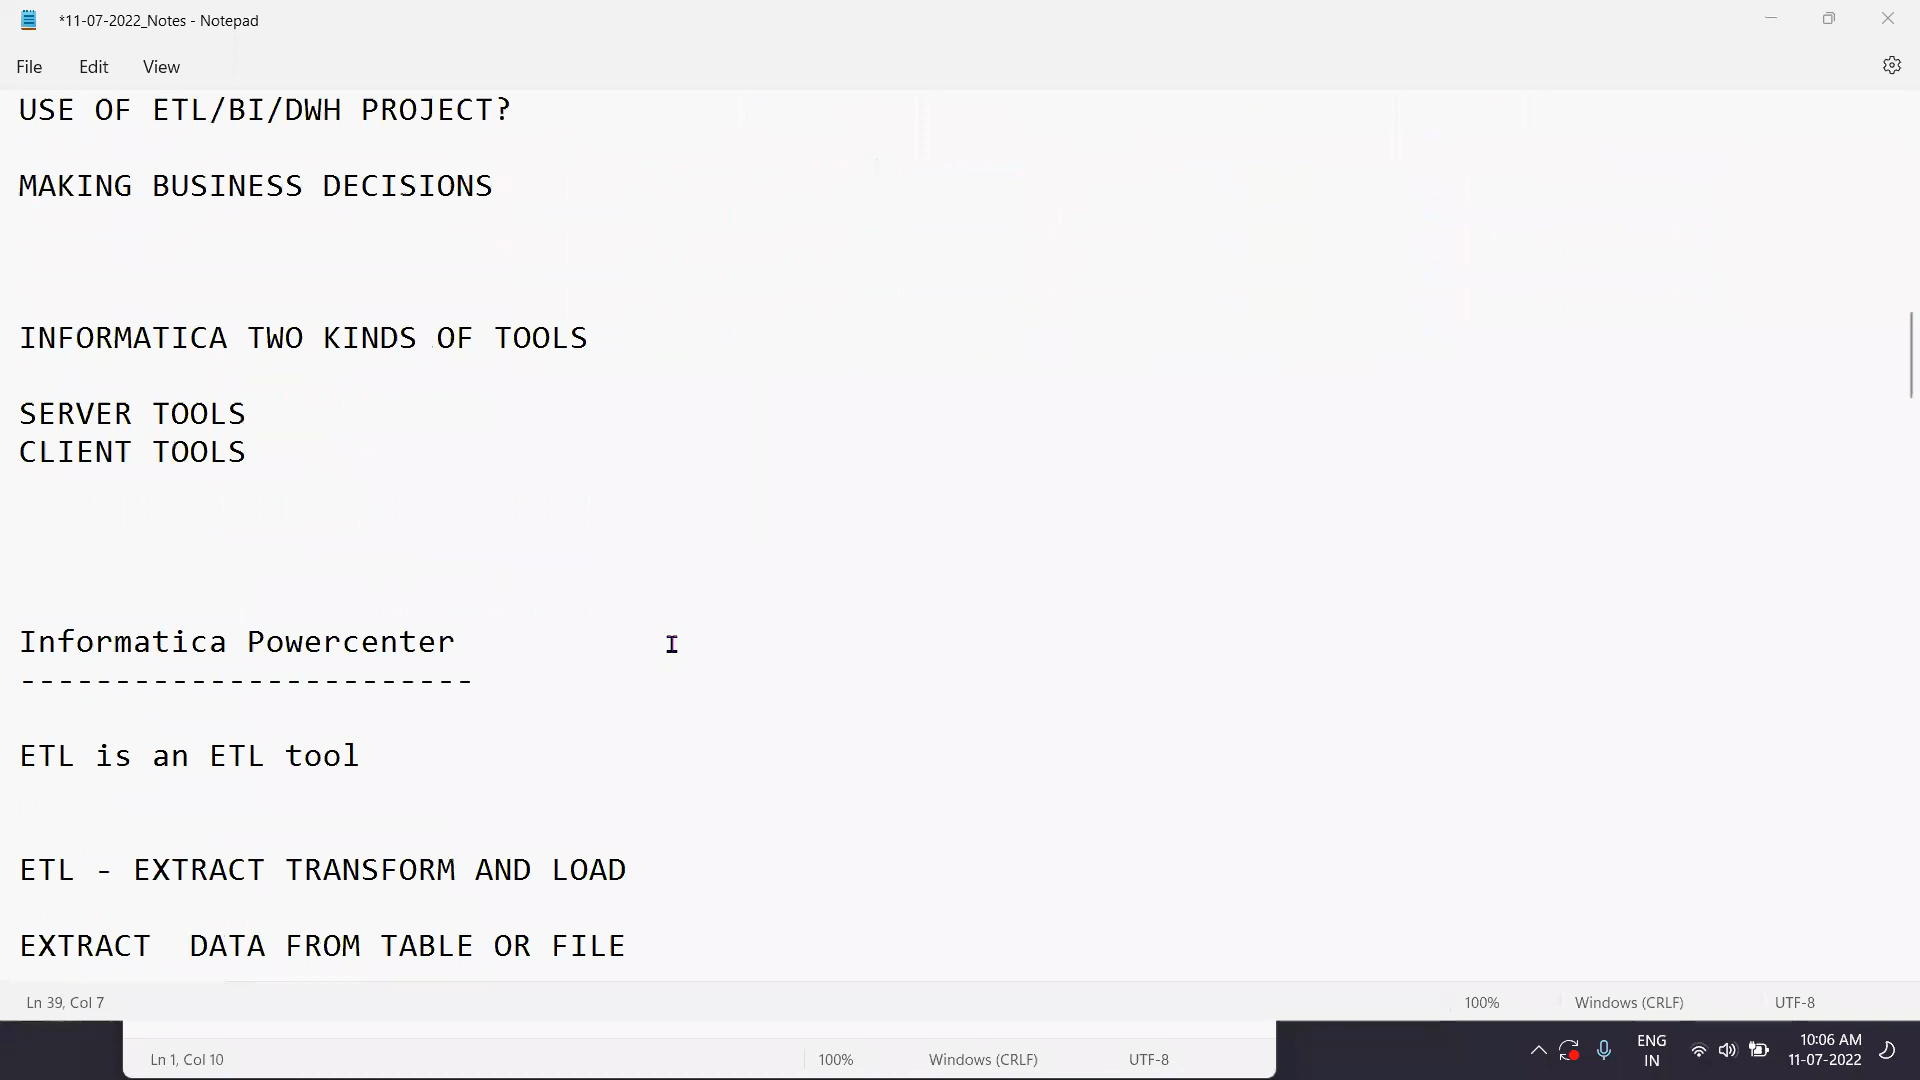 *11-07-2022_Notes - Notepad
File Edit View
USE OF ETL/BI/DWH PROJECT?
MAKING BUSINESS DECISIONS
INFORMATICA TWO KINDS OF TOOLS
SERVER TOOLS
CLIENT TOOLS
Informatica Powercenter
------------------------
ETL is an ETL tool
ETL - EXTRACT TRANSFORM AND LOAD
EXTRACT  DATA FROM TABLE OR FILE
Ln 39, Col 7 100% Windows (CRLF) UTF-8
Ln 1, Col 10 100% Windows (CRLF) UTF-8
ENG 10:06 AM
IN 11-07-2022